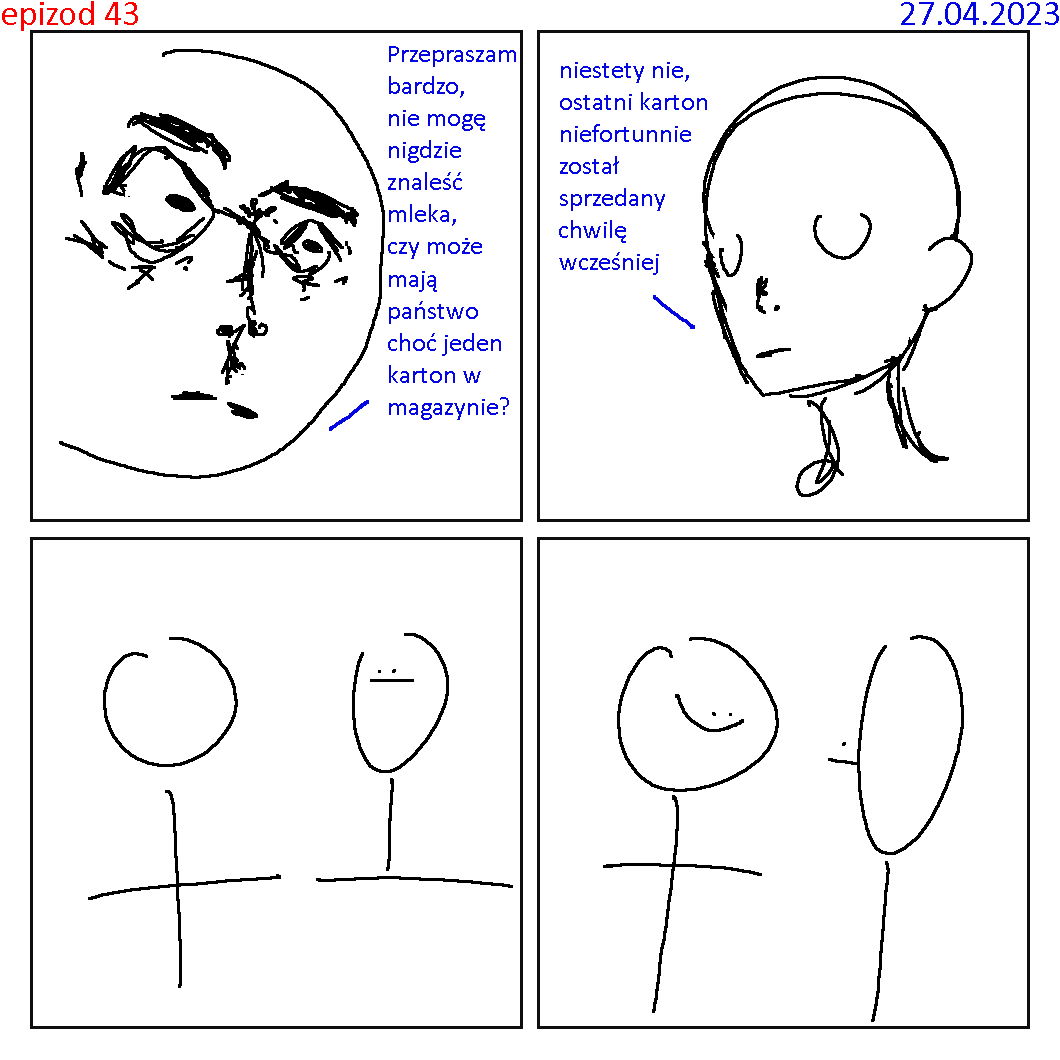 epizod 43
27.04.2023
Przepraszam
bardzo,
nie mogę
nigdzie
znaleść
mleka,
czy może
mają
państwo
choć jeden
karton w
magazynie?
niestety nie,
ostatni karton
niefortunnie
został
sprzedany
chwilę
wcześniej